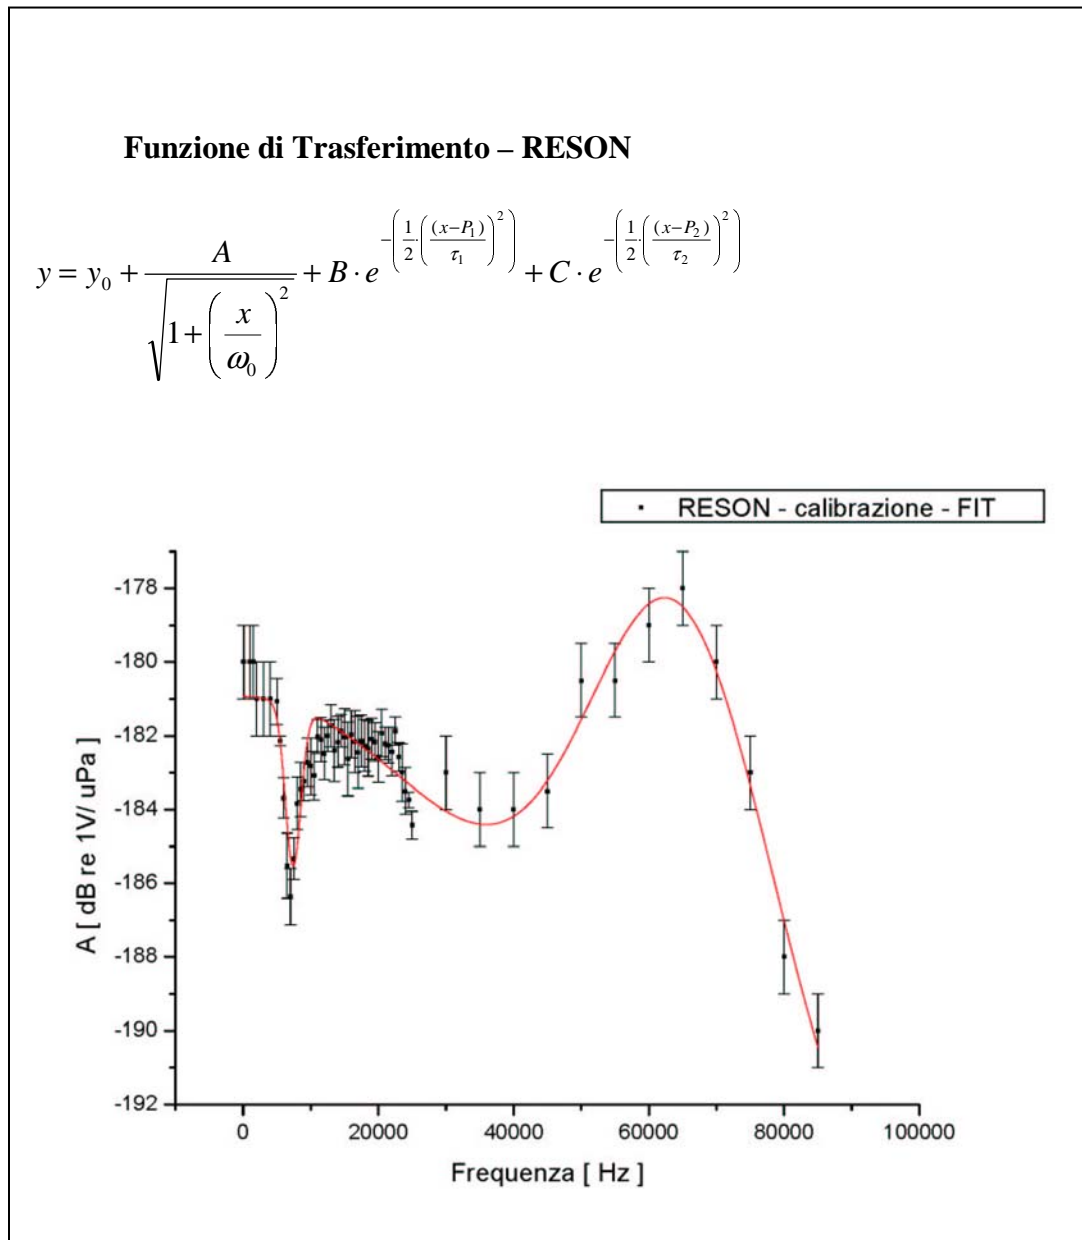 Funzione di Trasferimento – RESON
y = y₀ + A / √(1 + (x / ω₀)²) + B · e^−(1/2 · ((x−P₁) / τ₁)²) + C · e^−(1/2 · ((x−P₂) / τ₂)²)
RESON - calibrazione - FIT
A [ dB re 1V/ uPa ]
-178
-180
-182
-184
-186
-188
-190
-192
0 20000 40000 60000 80000 100000
Frequenza [ Hz ]